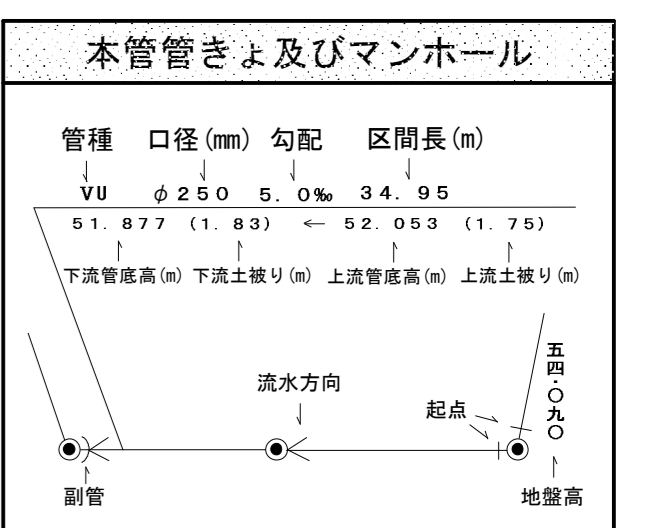 本管管きょ及びマンホール
管種 口径(mm) 勾配 区間長(m)
VU φ250 5.0‰ 34.95
51.877 (1.83) ← 52.053 (1.75)
下流管底高(m) 下流土被り(m) 上流管底高(m) 上流土被り(m)
流水方向
起点
五四・〇九〇
副管
地盤高